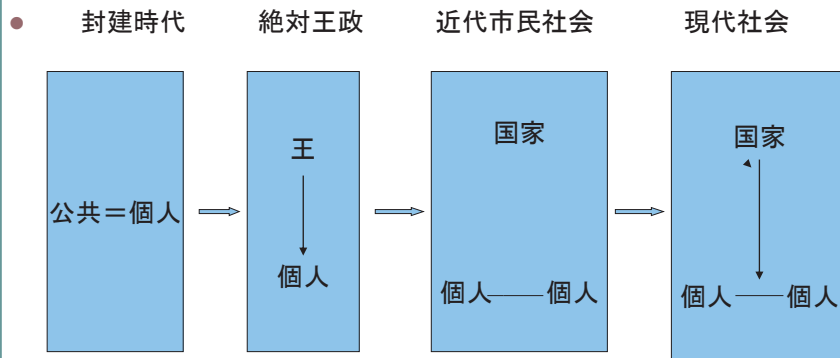 封建時代 絶対王政 近代市民社会 現代社会
公共＝個人
王
個人
国家
個人 個人
国家
個人 個人